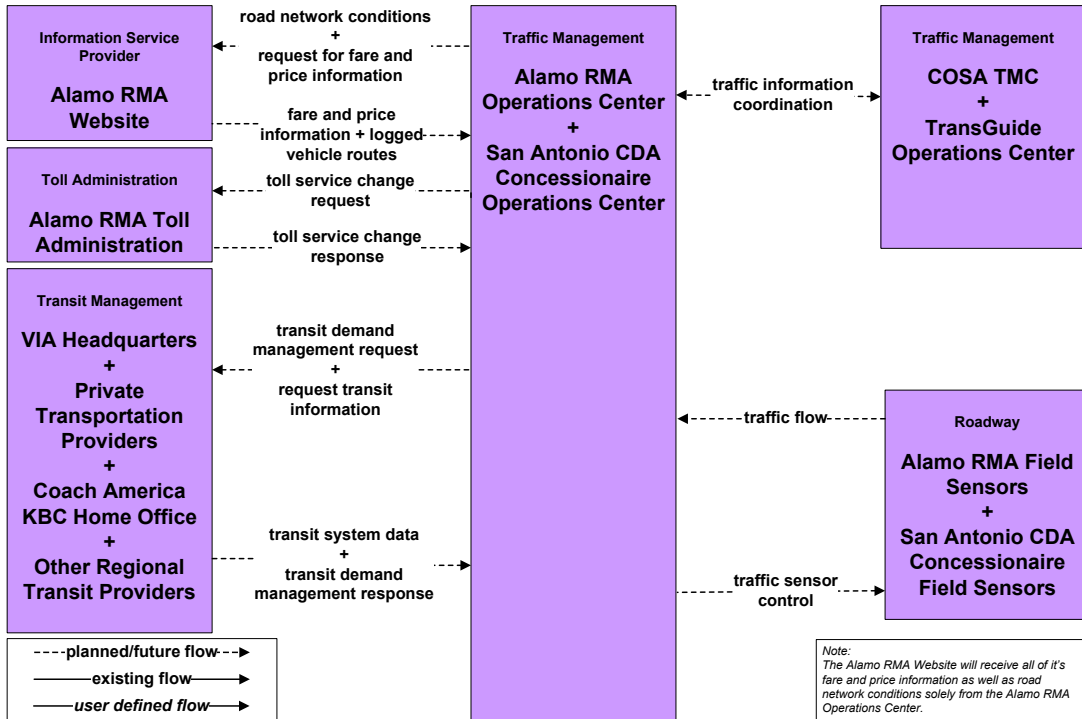 Information Service
Provider
Alamo RMA
Website
road network conditions
+
request for fare and
price information
fare and price
information + logged
vehicle routes
Toll Administration
Alamo RMA Toll
Administration
toll service change
request
toll service change
response
Transit Management
VIA Headquarters
+
Private
Transportation
Providers
+
Coach America
KBC Home Office
+
Other Regional
Transit Providers
transit demand
management request
+
request transit
information
transit system data
+
transit demand
management response
Traffic Management
Alamo RMA
Operations Center
+
San Antonio CDA
Concessionaire
Operations Center
traffic information
coordination
Traffic Management
COSA TMC
+
TransGuide
Operations Center
traffic flow
traffic sensor
control
Roadway
Alamo RMA Field
Sensors
+
San Antonio CDA
Concessionaire
Field Sensors
planned/future flow
existing flow
user defined flow
Note:
The Alamo RMA Website will receive all of it's
fare and price information as well as road
network conditions solely from the Alamo RMA
Operations Center.